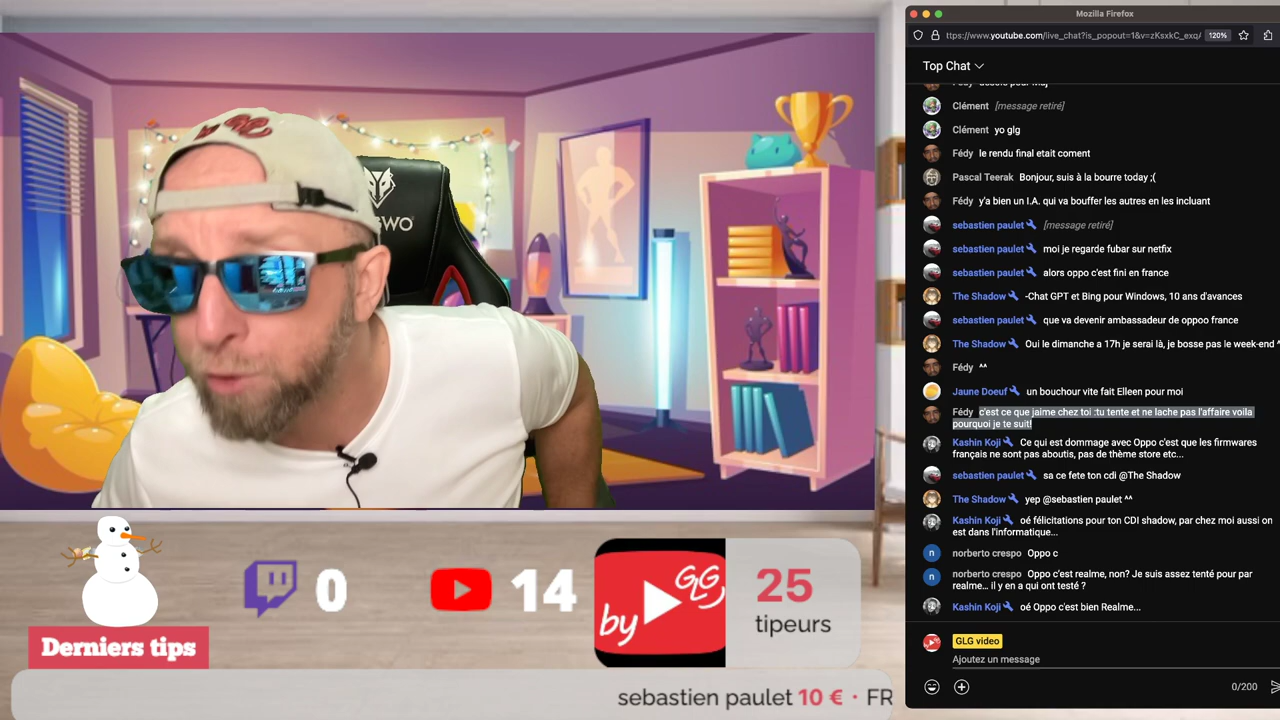 Mozilla Firefox
ttps://www.youtube.com/live_chat?is_popout=1&v=zKsxkC_exq/
120%
Top Chat
Clément [message retiré]
Clément yo glg
Fédy le rendu final etait coment
Pascal Teerak Bonjour, suis à la bourre today ;(
Fédy y'a bien un I.A. qui va bouffer les autres en les incluant
sebastien paulet [message retiré]
sebastien paulet moi je regarde fubar sur netfix
sebastien paulet alors oppo c'est fini en france
The Shadow -Chat GPT et Bing pour Windows, 10 ans d'avances
sebastien paulet que va devenir ambassadeur de oppoo france
The Shadow Oui le dimanche a 17h je serai là, je bosse pas le week-end ^
Fédy ^^
Jaune Doeuf un bouchour vite fait Elleen pour moi
Fédy c'est ce que jaime chez toi :tu tente et ne lache pas l'affaire voila
pourquoi je te suit!
Kashin Koji Ce qui est dommage avec Oppo c'est que les firmwares
français ne sont pas aboutis, pas de thème store etc...
sebastien paulet sa ce fete ton cdi @The Shadow
The Shadow yep @sebastien paulet ^^
Kashin Koji oé félicitations pour ton CDI shadow, par chez moi aussi on
est dans l'informatique...
n norberto crespo Oppo c
n norberto crespo Oppo c'est realme, non? Je suis assez tenté pour par
realme… il y en a qui ont testé ?
Kashin Koji oé Oppo c'est bien Realme...
GLG video
Ajoutez un message
0/200
WO
0
14
by GLG
25
tipeurs
Derniers tips
sebastien paulet 10 € · FR